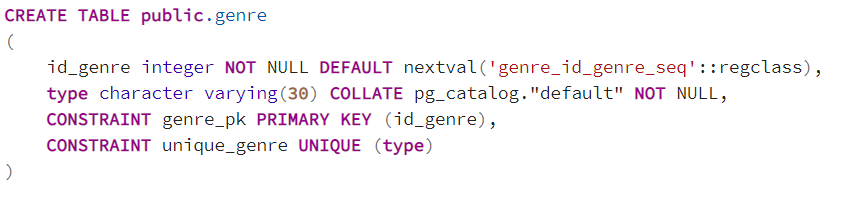 CREATE TABLE public.genre
(
    id_genre integer NOT NULL DEFAULT nextval('genre_id_genre_seq'::regclass),
    type character varying(30) COLLATE pg_catalog."default" NOT NULL,
    CONSTRAINT genre_pk PRIMARY KEY (id_genre),
    CONSTRAINT unique_genre UNIQUE (type)
)